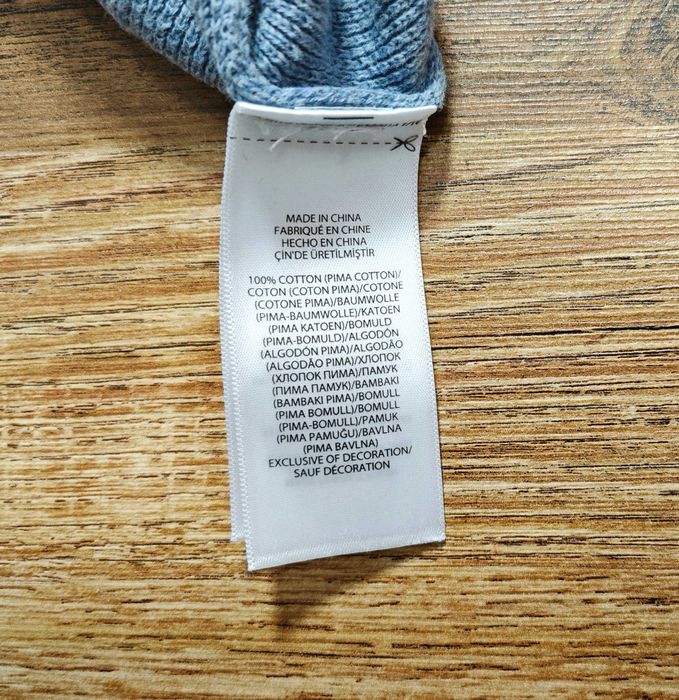 MADE IN CHINA
FABRIQUÉ EN CHINE
HECHO EN CHINA
ÇİN'DE ÜRETİLMİŞTİR
100% COTTON (PIMA COTTON)/
COTON (COTON PIMA)/COTONE
(COTONE PIMA)/BAUMWOLLE
(PIMA-BAUMWOLLE)/KATOEN
(PIMA KATOEN)/BOMULD
(PIMA-BOMULD)/ALGODÓN
(ALGODÓN PIMA)/ALGODÃO
(ALGODÃO PIMA)/ХЛОПОК
(ХЛОПОК ПИМА)/ПАМУК
(ПИМА ПАМУК)/BAMBAKI
(BAMBAKI PIMA)/BOMULL
(PIMA BOMULL)/BOMULL
(PIMA-BOMULL)/PAMUK
(PIMA PAMUĞU)/BAVLNA
(PIMA BAVLNA)
EXCLUSIVE OF DECORATION/
SAUF DÉCORATION